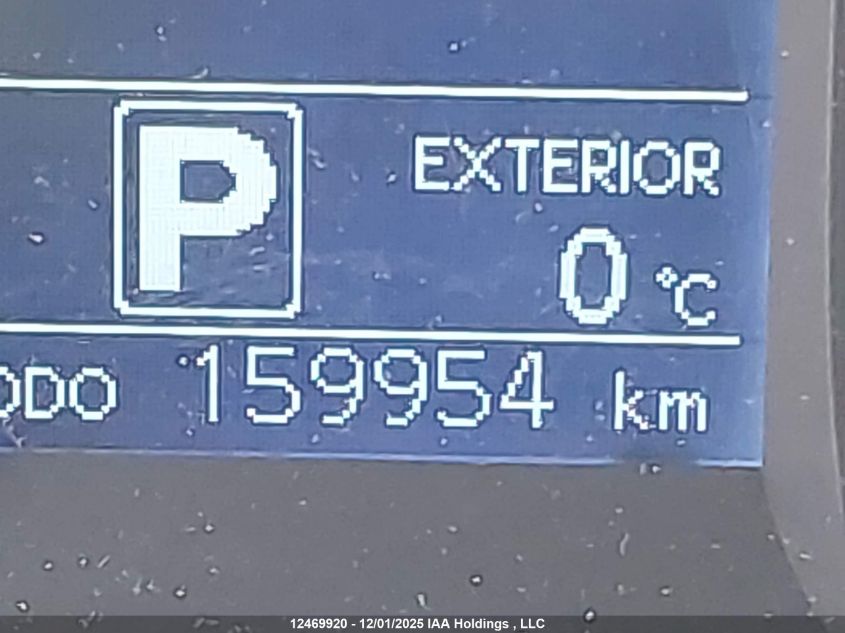 P
EXTERIOR
0 °C
ODO 159954 km
12469920 - 12/01/2025 IAA Holdings , LLC